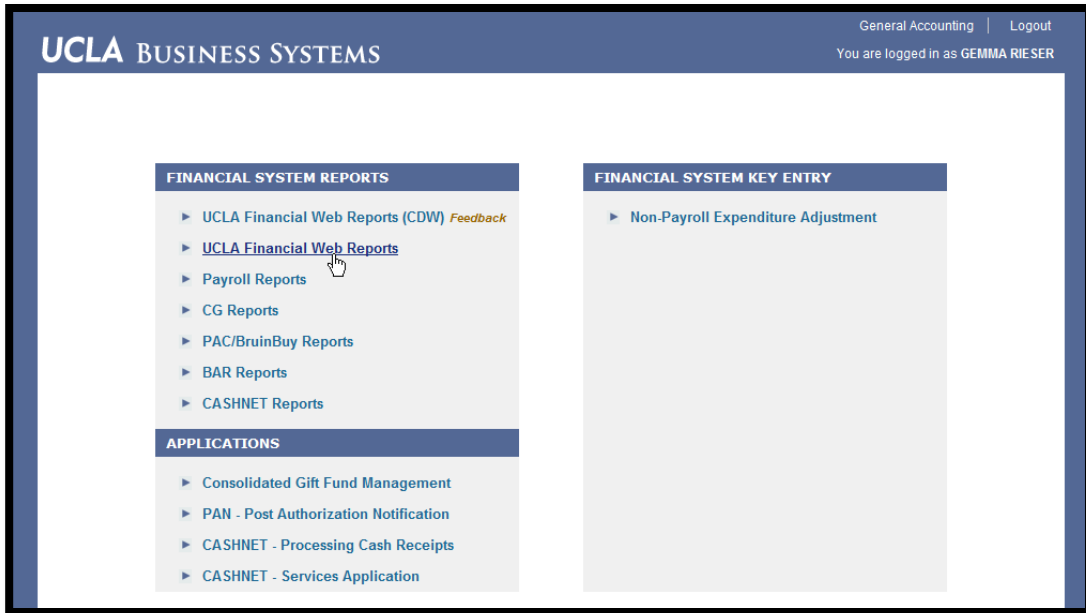 General Accounting | Logout
UCLA BUSINESS SYSTEMS
You are logged in as GEMMA RIESER
FINANCIAL SYSTEM REPORTS
UCLA Financial Web Reports (CDW) Feedback
UCLA Financial Web Reports
Payroll Reports
CG Reports
PAC/BruinBuy Reports
BAR Reports
CASHNET Reports
APPLICATIONS
Consolidated Gift Fund Management
PAN - Post Authorization Notification
CASHNET - Processing Cash Receipts
CASHNET - Services Application
FINANCIAL SYSTEM KEY ENTRY
Non-Payroll Expenditure Adjustment